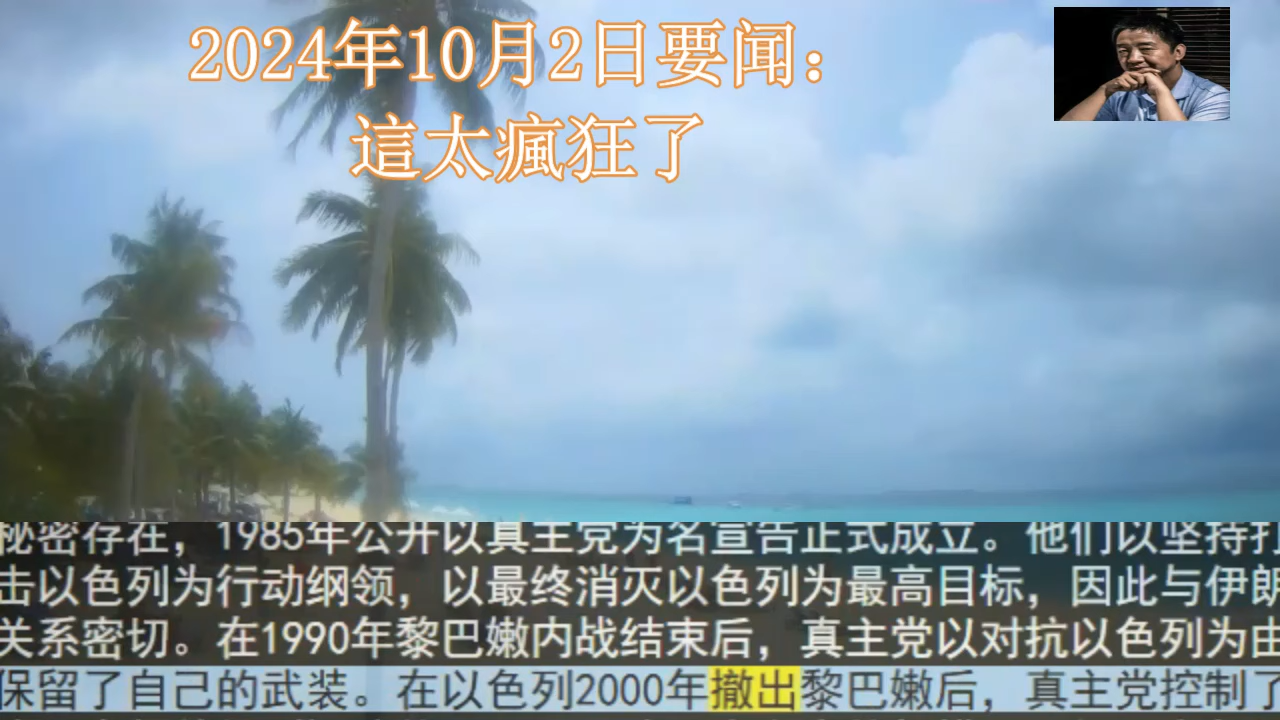 2024年10月2日要闻：
這太瘋狂了
秘密存在，1985年公开以真主党为名宣告正式成立。他们以坚持打
击以色列为行动纲领，以最终消灭以色列为最高目标，因此与伊朗
关系密切。在1990年黎巴嫩内战结束后，真主党以对抗以色列为由
保留了自己的武装。在以色列2000年撤出黎巴嫩后，真主党控制了